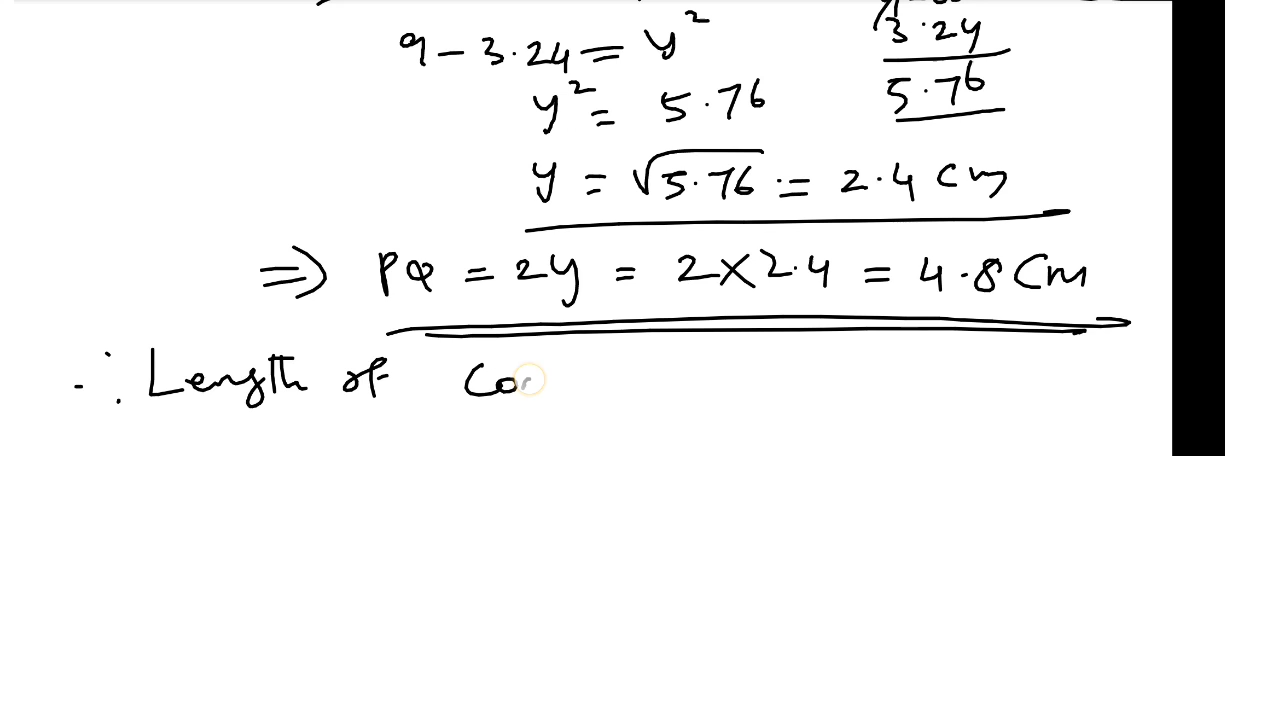 9 - 3.24 = y²
3.24
5.76
y² = 5.76
y = √5.76 = 2.4 cm
⇒ PQ = 2y = 2×2.4 = 4.8 cm
∴ Length of Cor